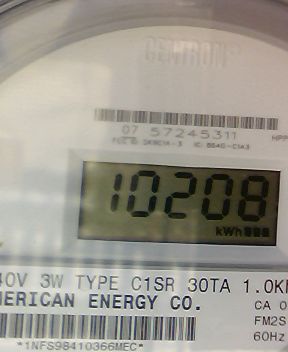 CENTRON
07 57245311
10208
kWh
40V 3W TYPE C1SR 30TA 1.0K
MERICAN ENERGY CO.
CA 0
FM2S
60Hz
*1NFS98410366MEC*